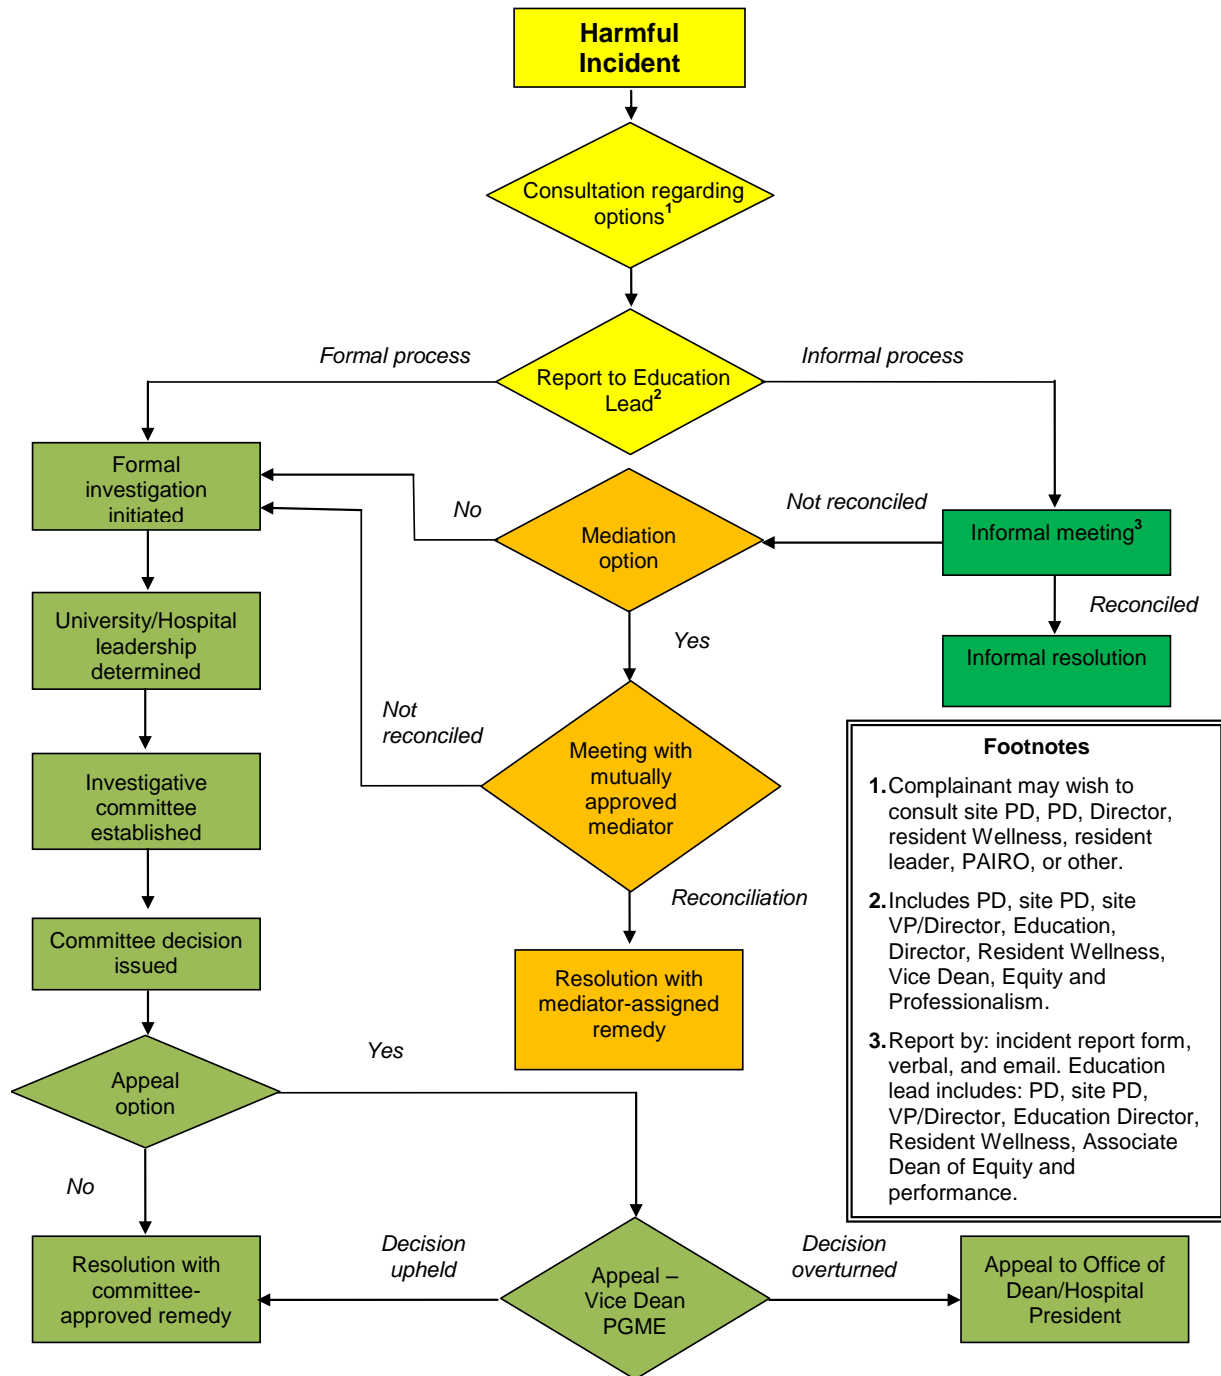 Harmful
Incident
Consultation regarding
options1
Formal process
Informal process
Report to Education
Lead2
Formal
investigation
initiated
No
Mediation
option
Not reconciled
Informal meeting3
Reconciled
Informal resolution
University/Hospital
leadership
determined
Yes
Not
reconciled
Meeting with
mutually
approved
mediator
Investigative
committee
established
Reconciliation
Resolution with
mediator-assigned
remedy
Committee decision
issued
Yes
Appeal
option
No
Resolution with
committee-
approved remedy
Decision
upheld
Appeal –
Vice Dean
PGME
Decision
overturned
Appeal to Office of
Dean/Hospital
President
Footnotes
1. Complainant may wish to
consult site PD, PD, Director,
resident Wellness, resident
leader, PAIRO, or other.
2. Includes PD, site PD, site
VP/Director, Education,
Director, Resident Wellness,
Vice Dean, Equity and
Professionalism.
3. Report by: incident report form,
verbal, and email. Education
lead includes: PD, site PD,
VP/Director, Education Director,
Resident Wellness, Associate
Dean of Equity and
performance.